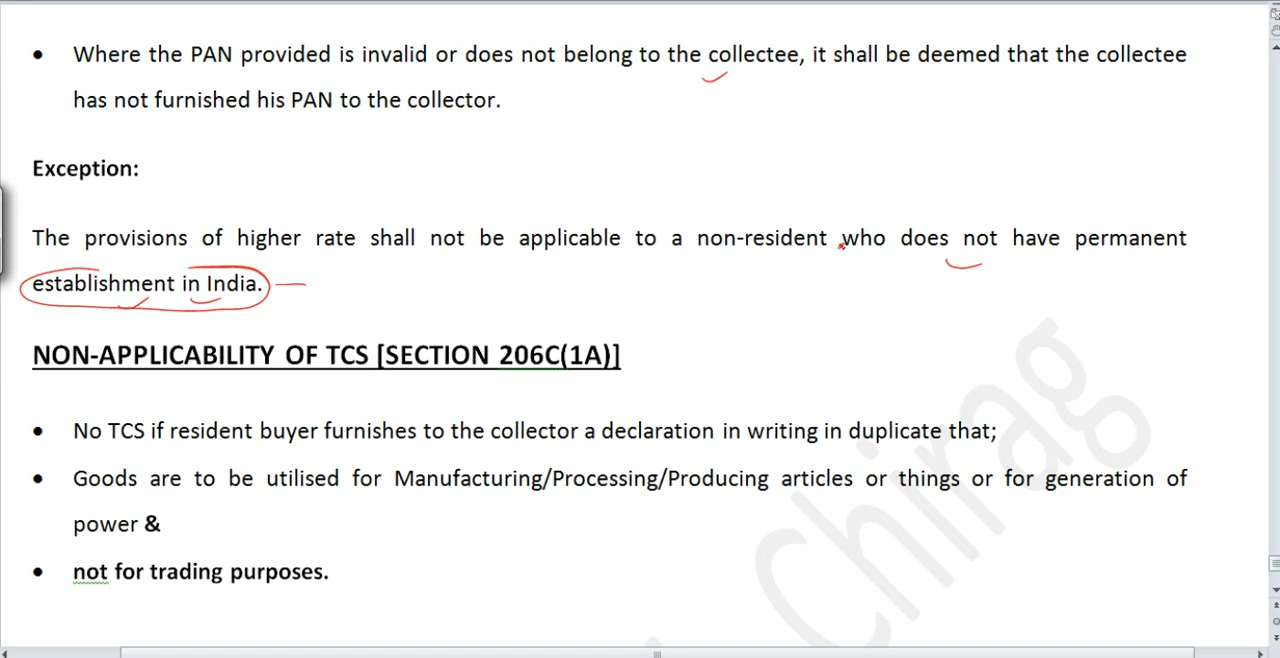 • Where the PAN provided is invalid or does not belong to the collectee, it shall be deemed that the collectee
has not furnished his PAN to the collector.
Exception:
The provisions of higher rate shall not be applicable to a non-resident who does not have permanent
establishment in India.
NON-APPLICABILITY OF TCS [SECTION 206C(1A)]
• No TCS if resident buyer furnishes to the collector a declaration in writing in duplicate that;
• Goods are to be utilised for Manufacturing/Processing/Producing articles or things or for generation of
power &
• not for trading purposes.
Chirag